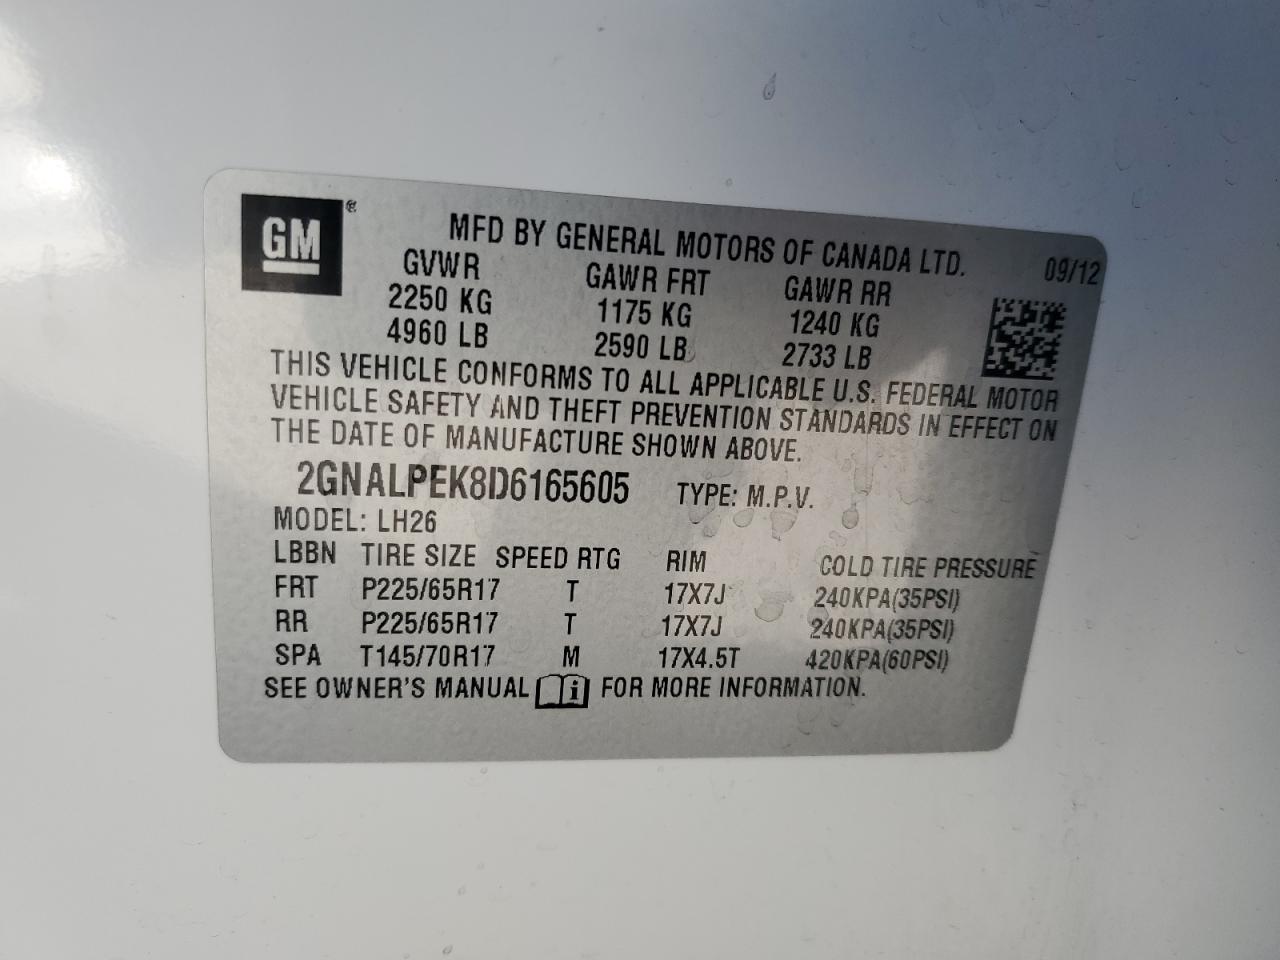 GM®
MFD BY GENERAL MOTORS OF CANADA LTD. 09/12
GVWR GAWR FRT GAWR RR
2250 KG 1175 KG 1240 KG
4960 LB 2590 LB 2733 LB
THIS VEHICLE CONFORMS TO ALL APPLICABLE U.S. FEDERAL MOTOR
VEHICLE SAFETY AND THEFT PREVENTION STANDARDS IN EFFECT ON
THE DATE OF MANUFACTURE SHOWN ABOVE.
2GNALPEK8D6165605 TYPE: M.P.V.
MODEL: LH26
LBBN TIRE SIZE SPEED RTG RIM COLD TIRE PRESSURE
FRT P225/65R17 T 17X7J 240KPA(35PSI)
RR P225/65R17 T 17X7J 240KPA(35PSI)
SPA T145/70R17 M 17X4.5T 420KPA(60PSI)
SEE OWNER'S MANUAL i FOR MORE INFORMATION.